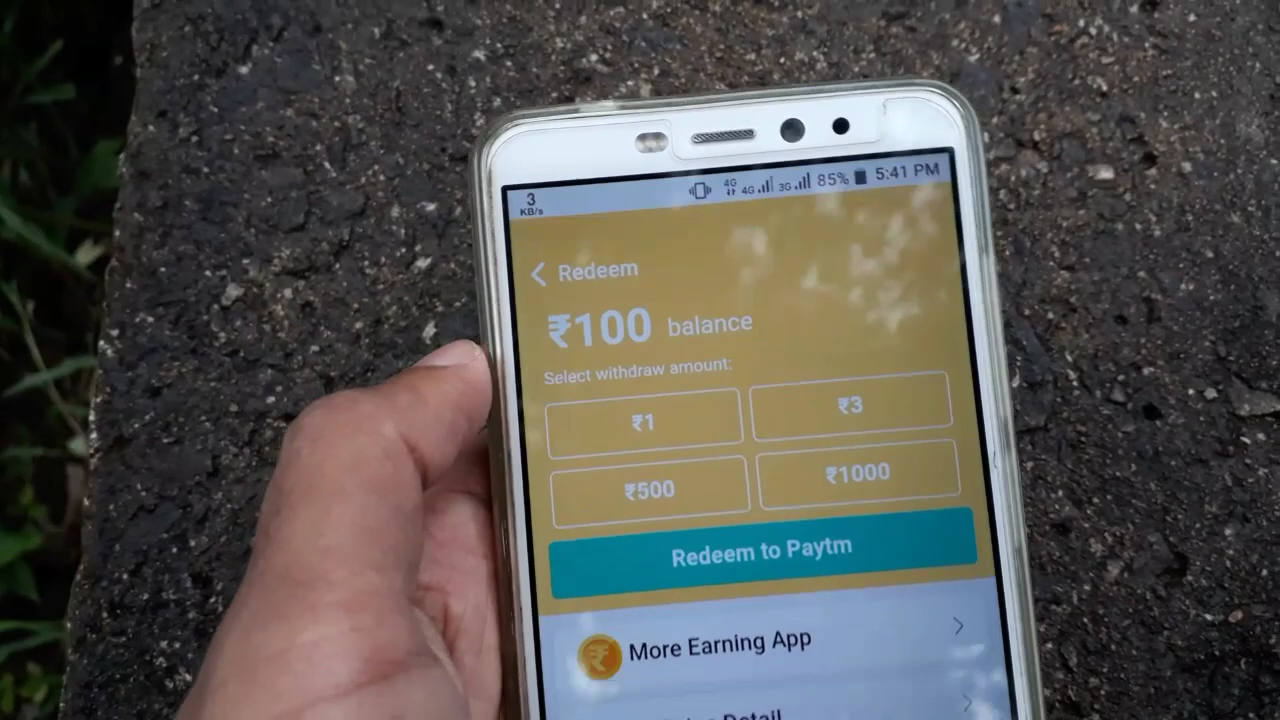 3
KB/s
4G 4G 3G 85% 5:41 PM
Redeem
₹100 balance
Select withdraw amount:
₹1 ₹3
₹500 ₹1000
Redeem to Paytm
More Earning App
Detail